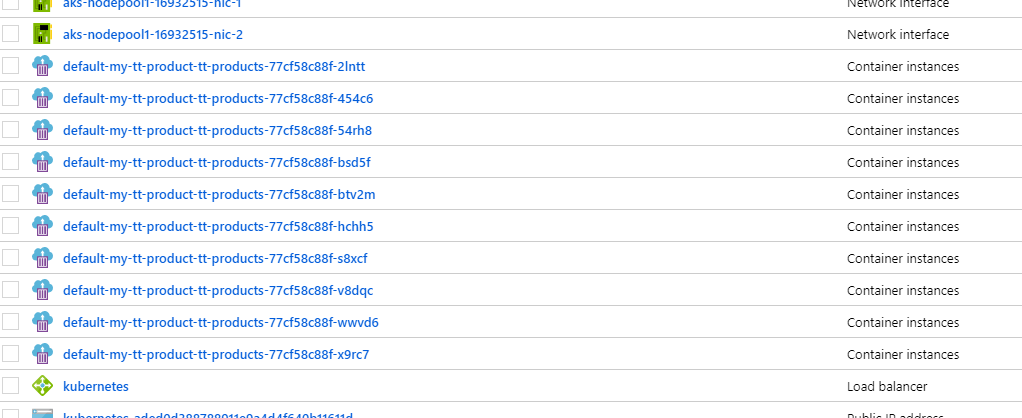 aks-nodepool1-16932515-nic-1 Network interface
aks-nodepool1-16932515-nic-2 Network interface
default-my-tt-product-tt-products-77cf58c88f-2lntt Container instances
default-my-tt-product-tt-products-77cf58c88f-454c6 Container instances
default-my-tt-product-tt-products-77cf58c88f-54rh8 Container instances
default-my-tt-product-tt-products-77cf58c88f-bsd5f Container instances
default-my-tt-product-tt-products-77cf58c88f-btv2m Container instances
default-my-tt-product-tt-products-77cf58c88f-hchh5 Container instances
default-my-tt-product-tt-products-77cf58c88f-s8xcf Container instances
default-my-tt-product-tt-products-77cf58c88f-v8dqc Container instances
default-my-tt-product-tt-products-77cf58c88f-wwvd6 Container instances
default-my-tt-product-tt-products-77cf58c88f-x9rc7 Container instances
kubernetes Load balancer
Public IP address